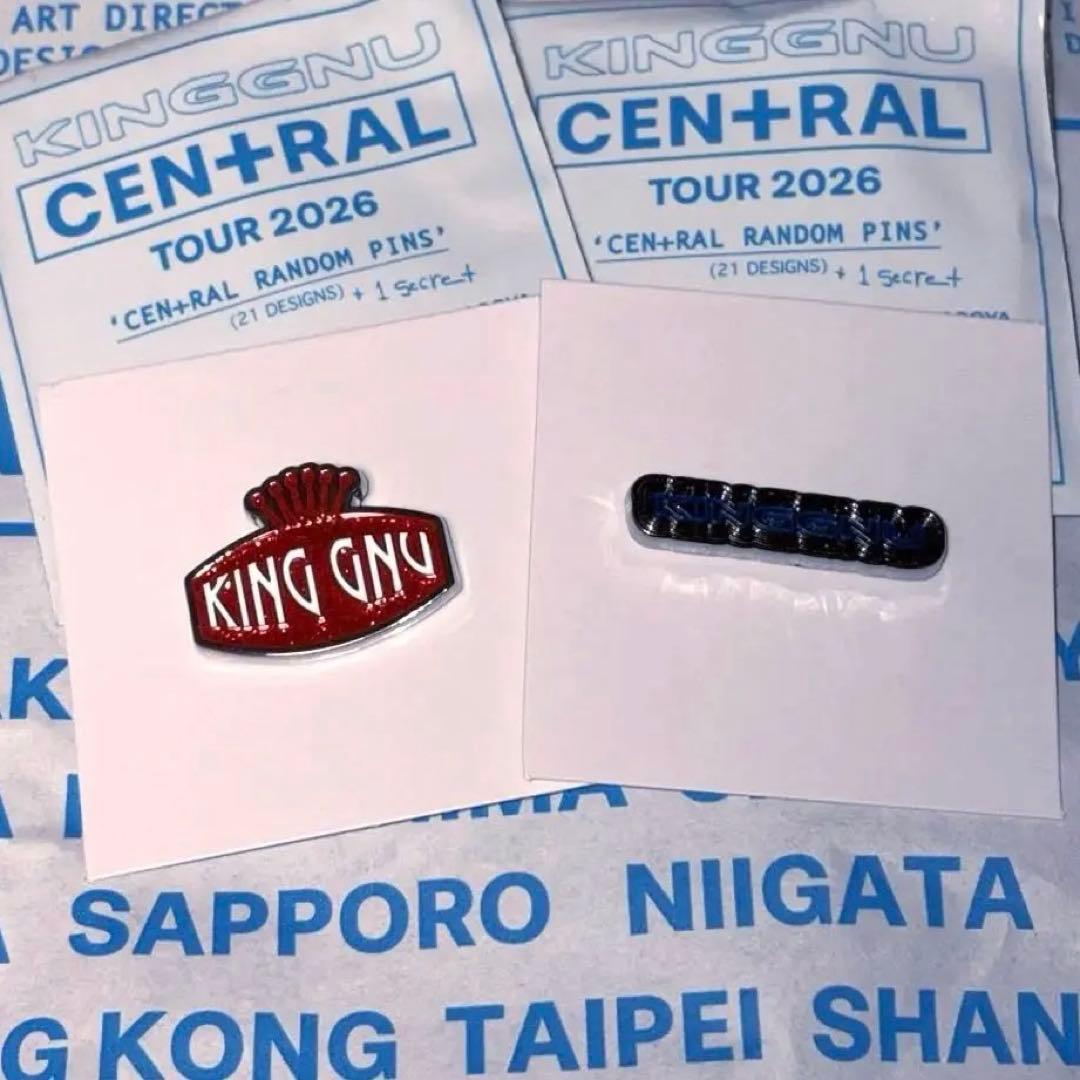 ART DIREC
KINGGNU
CEN+RAL
TOUR 2026
'CEN+RAL RANDOM PINS'
(21 DESIGNS) + 1 secret
KINGGNU
CEN+RAL
TOUR 2026
'CEN+RAL RANDOM PINS'
(21 DESIGNS) + 1 secret
KING GNU
KINGGNU
SAPPORO NIIGATA
G KONG TAIPEI SHAN